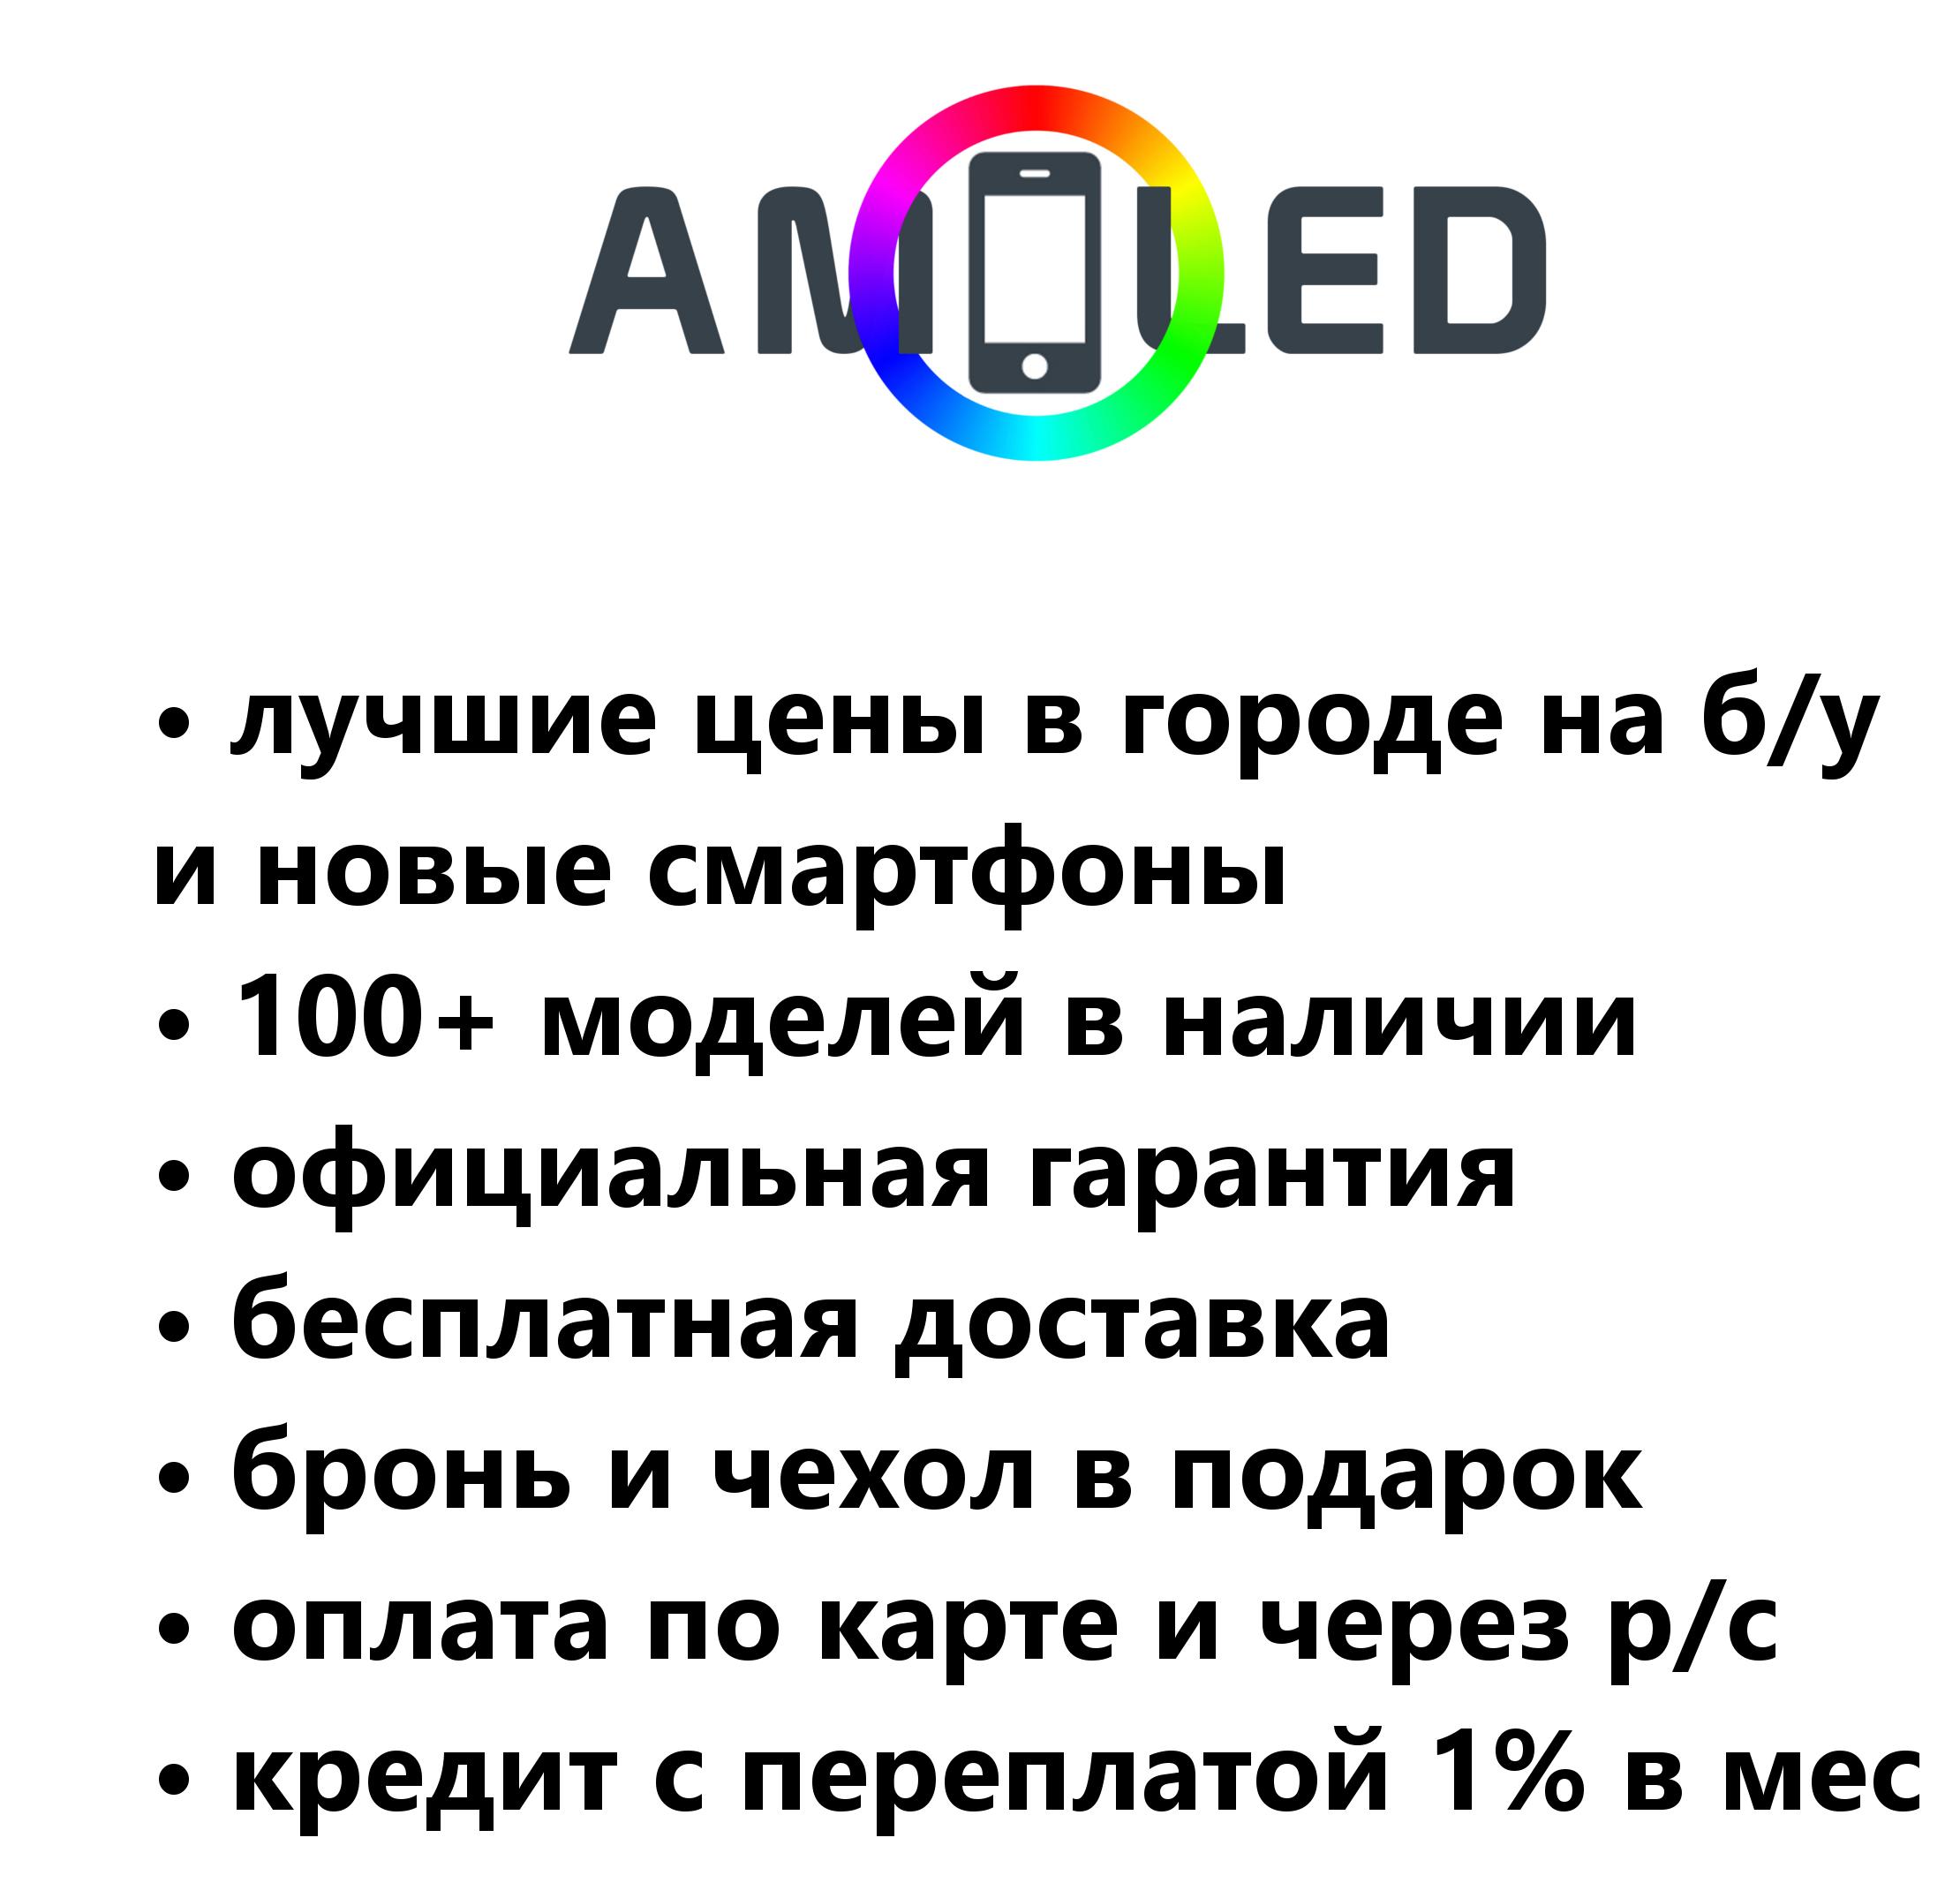 AMOLED
• лучшие цены в городе на б/у
и новые смартфоны
• 100+ моделей в наличии
• официальная гарантия
• бесплатная доставка
• бронь и чехол в подарок
• оплата по карте и через р/с
• кредит с переплатой 1% в мес